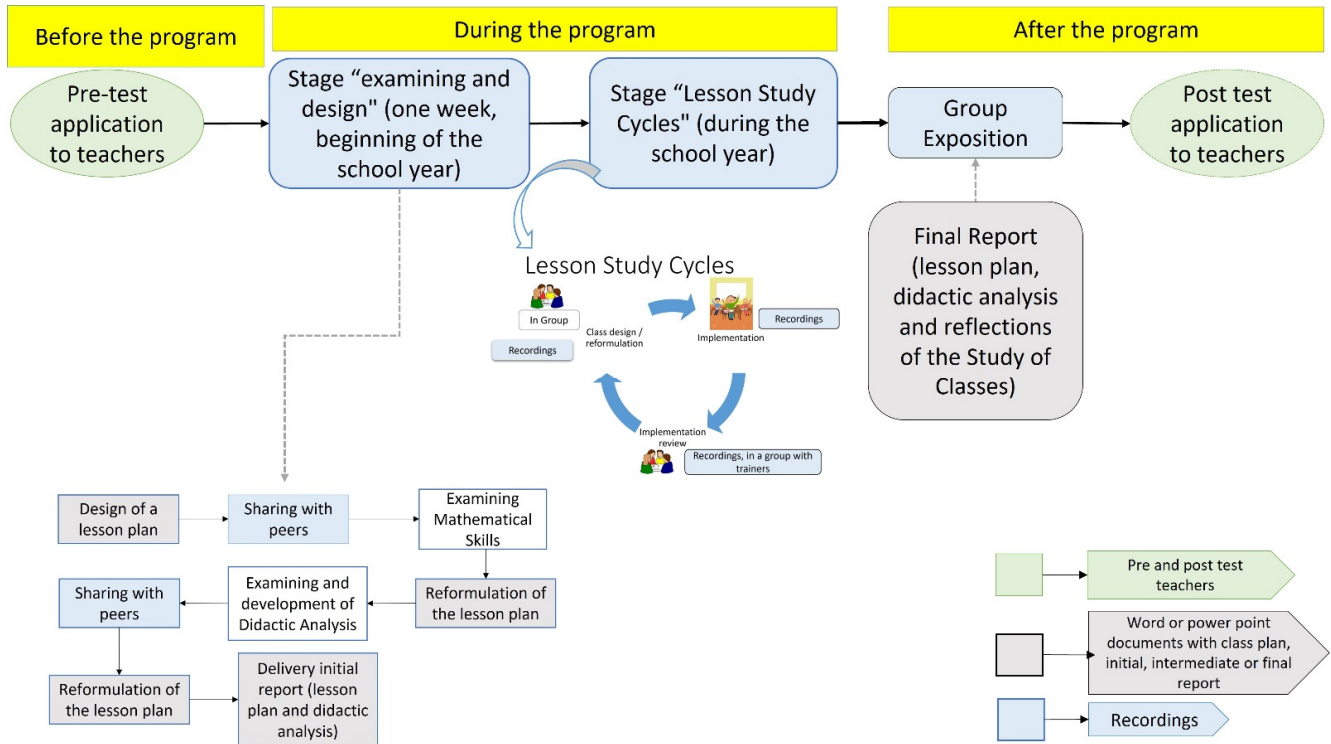 Before the program
During the program
After the program
Pre-test
application
to teachers
Stage “examining and
design" (one week,
beginning of the
school year)
Stage “Lesson Study
Cycles" (during the
school year)
Group
Exposition
Post test
application
to teachers
Final Report
(lesson plan,
didactic analysis
and reflections
of the Study of
Classes)
Lesson Study Cycles
In Group
Class design /
reformulation
Recordings
Implementation
Recordings
Implementation
review
Recordings, in a group with
trainers
Design of a
lesson plan
Sharing with
peers
Examining
Mathematical
Skills
Reformulation of
the lesson plan
Examining and
development of
Didactic Analysis
Sharing with
peers
Reformulation of
the lesson plan
Delivery initial
report (lesson
plan and didactic
analysis)
Pre and post test
teachers
Word or power point
documents with class plan,
initial, intermediate or final
report
Recordings